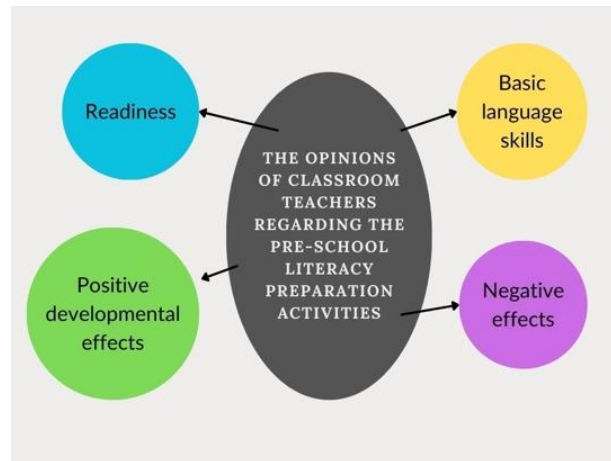 Readiness
Basic
language
skills
THE OPINIONS
OF CLASSROOM
TEACHERS
REGARDING THE
PRE-SCHOOL
LITERACY
PREPARATION
ACTIVITIES
Positive
developmental
effects
Negative
effects